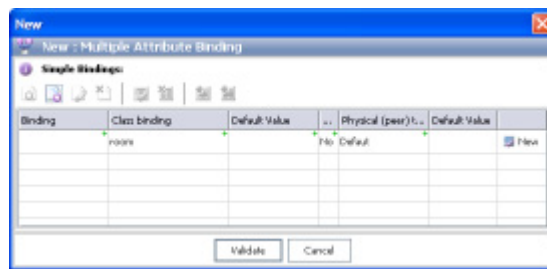 New
New : Multiple Attribute Binding
Simple Bindings:
Binding Class binding Default Value ... Physical (peer) t... Default Value
room No Default New
Validate Cancel